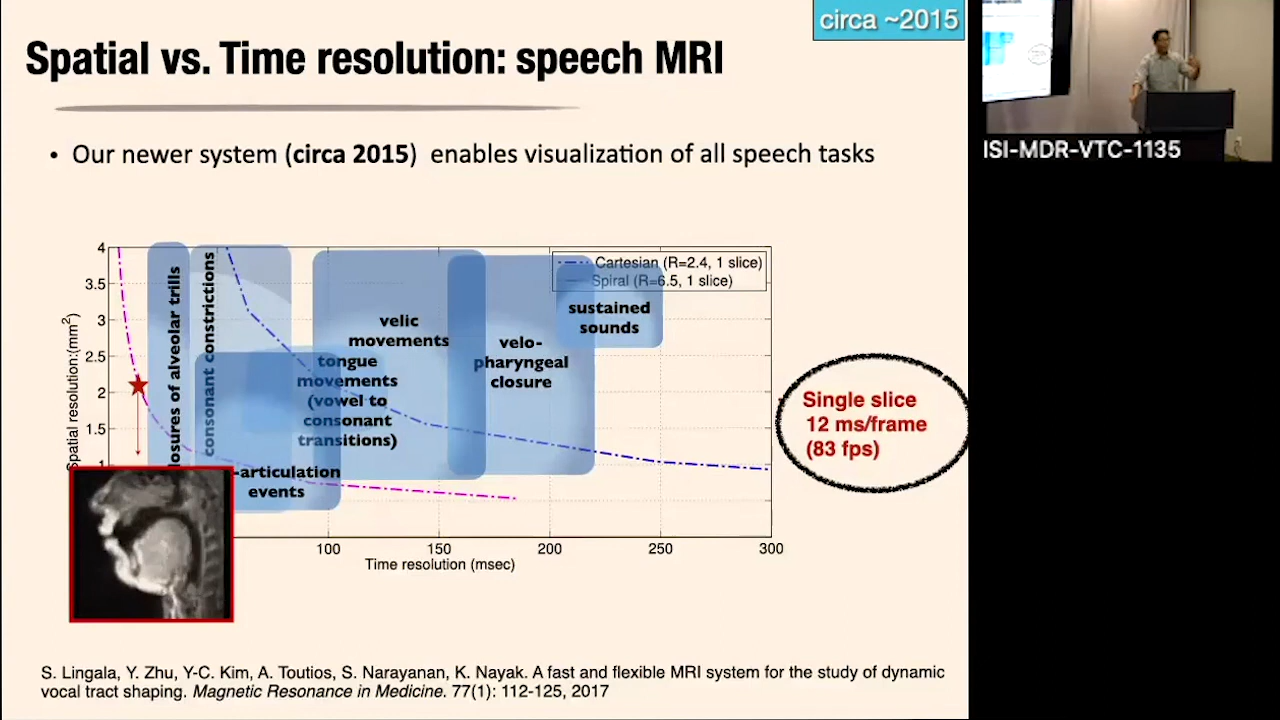 circa ~2015
Spatial vs. Time resolution: speech MRI
• Our newer system (circa 2015) enables visualization of all speech tasks
ISI-MDR-VTC-1135
4
3.5
3
2.5
2
1.5
1
Spatial resolution:(mm²)
losures of alveolar trills
consonant constrictions
velic
movements
tongue
movements
(vowel to
consonant
transitions)
-articulation
events
velo-
pharyngeal
closure
Cartesian (R=2.4, 1 slice)
Spiral (R=6.5, 1 slice)
sustained
sounds
Single slice
12 ms/frame
(83 fps)
100
150
200
250
300
Time resolution (msec)
S. Lingala, Y. Zhu, Y-C. Kim, A. Toutios, S. Narayanan, K. Nayak. A fast and flexible MRI system for the study of dynamic
vocal tract shaping. Magnetic Resonance in Medicine. 77(1): 112-125, 2017